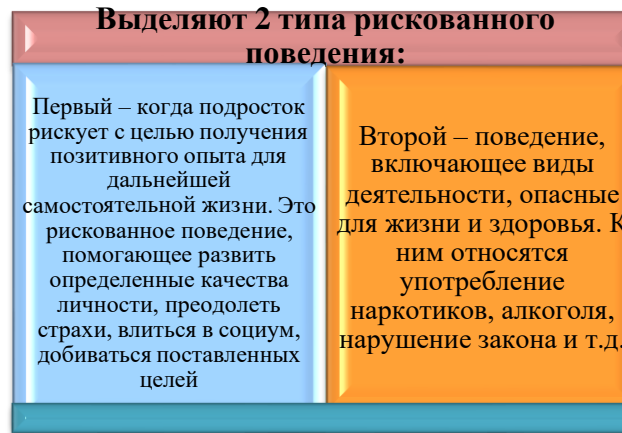 Выделяют 2 типа рискованного
поведения:
Первый – когда подросток
рискует с целью получения
позитивного опыта для
дальнейшей
самостоятельной жизни. Это
рискованное поведение,
помогающее развить
определенные качества
личности, преодолеть
страхи, влиться в социум,
добиваться поставленных
целей
Второй – поведение,
включающее виды
деятельности, опасные
для жизни и здоровья. К
ним относятся
употребление
наркотиков, алкоголя,
нарушение закона и т.д.